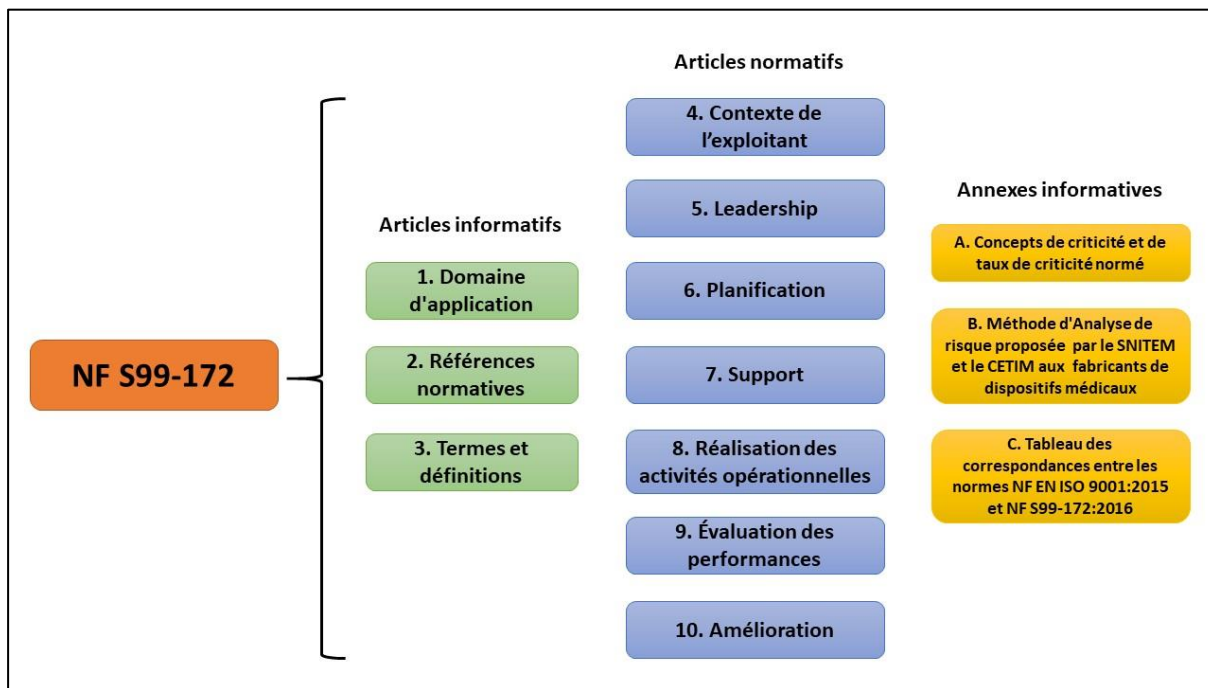 NF S99-172
Articles informatifs
1. Domaine
d'application
2. Références
normatives
3. Termes et
définitions
Articles normatifs
4. Contexte de
l’exploitant
5. Leadership
6. Planification
7. Support
8. Réalisation des
activités opérationnelles
9. Évaluation des
performances
10. Amélioration
Annexes informatives
A. Concepts de criticité et de
taux de criticité normé
B. Méthode d'Analyse de
risque proposée par le SNITEM
et le CETIM aux fabricants de
dispositifs médicaux
C. Tableau des
correspondances entre les
normes NF EN ISO 9001:2015
et NF S99-172:2016